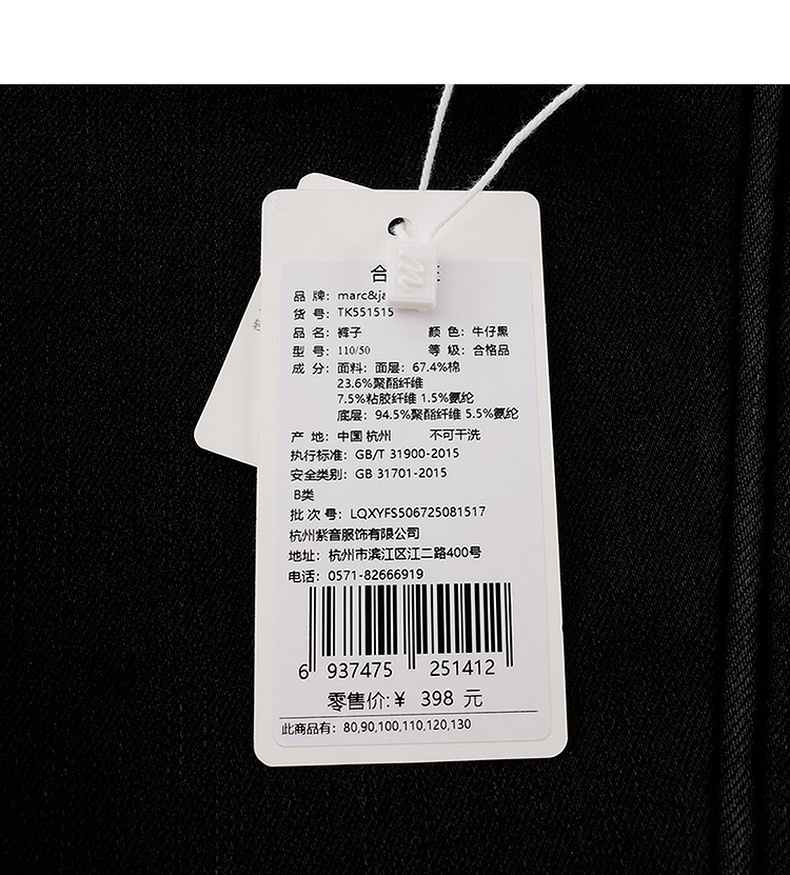 合
品 牌: marc&ja
货 号: TK551515
品 名: 裤子 颜 色: 牛仔黑
型 号: 110/50 等 级: 合格品
成 分: 面料: 面层: 67.4%棉
23.6%聚酯纤维
7.5%粘胶纤维 1.5%氨纶
底层: 94.5%聚酯纤维 5.5%氨纶
产 地: 中国 杭州 不可干洗
执行标准: GB/T 31900-2015
安全类别: GB 31701-2015
B类
批 次 号: LQXYFS506725081517
杭州紫音服饰有限公司
地址: 杭州市滨江区江二路400号
电话: 0571-82666919
6 937475 251412
零售价:¥ 398 元
此商品有: 80,90,100,110,120,130